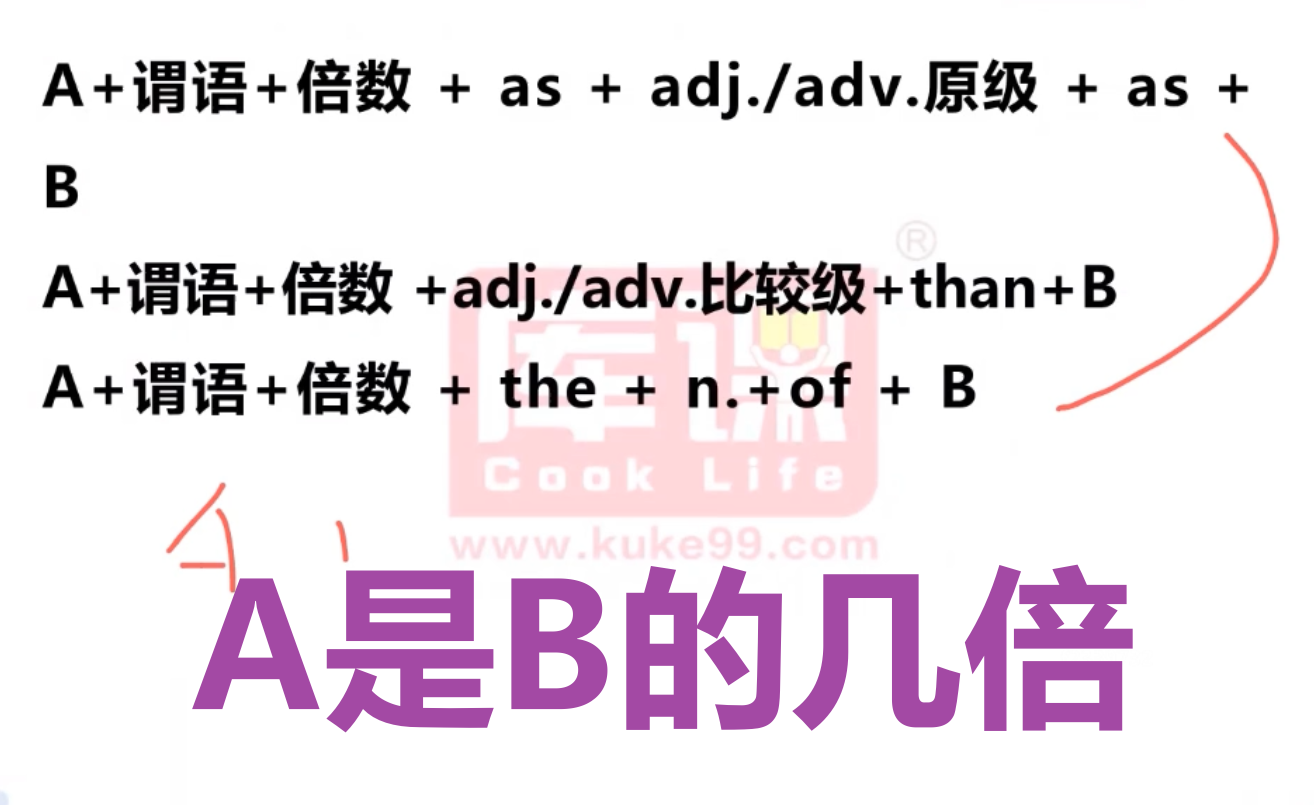 A+谓语+倍数 + as + adj./adv.原级 + as +
B
®
A+谓语+倍数 +adj./adv.比较级+than+B
库课
A+谓语+倍数 + the + n.+of + B
Cook Life
www.kuke99.com
A是B的几倍